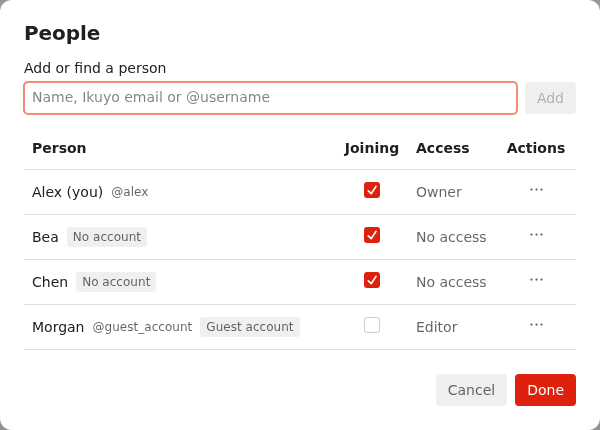 People
Add or find a person
Name, Ikuyo email or @username
Add
Person Joining Access Actions
Alex (you) @alex Owner ···
Bea No account No access ···
Chen No account No access ···
Morgan @guest_account Guest account Editor ···
Cancel Done